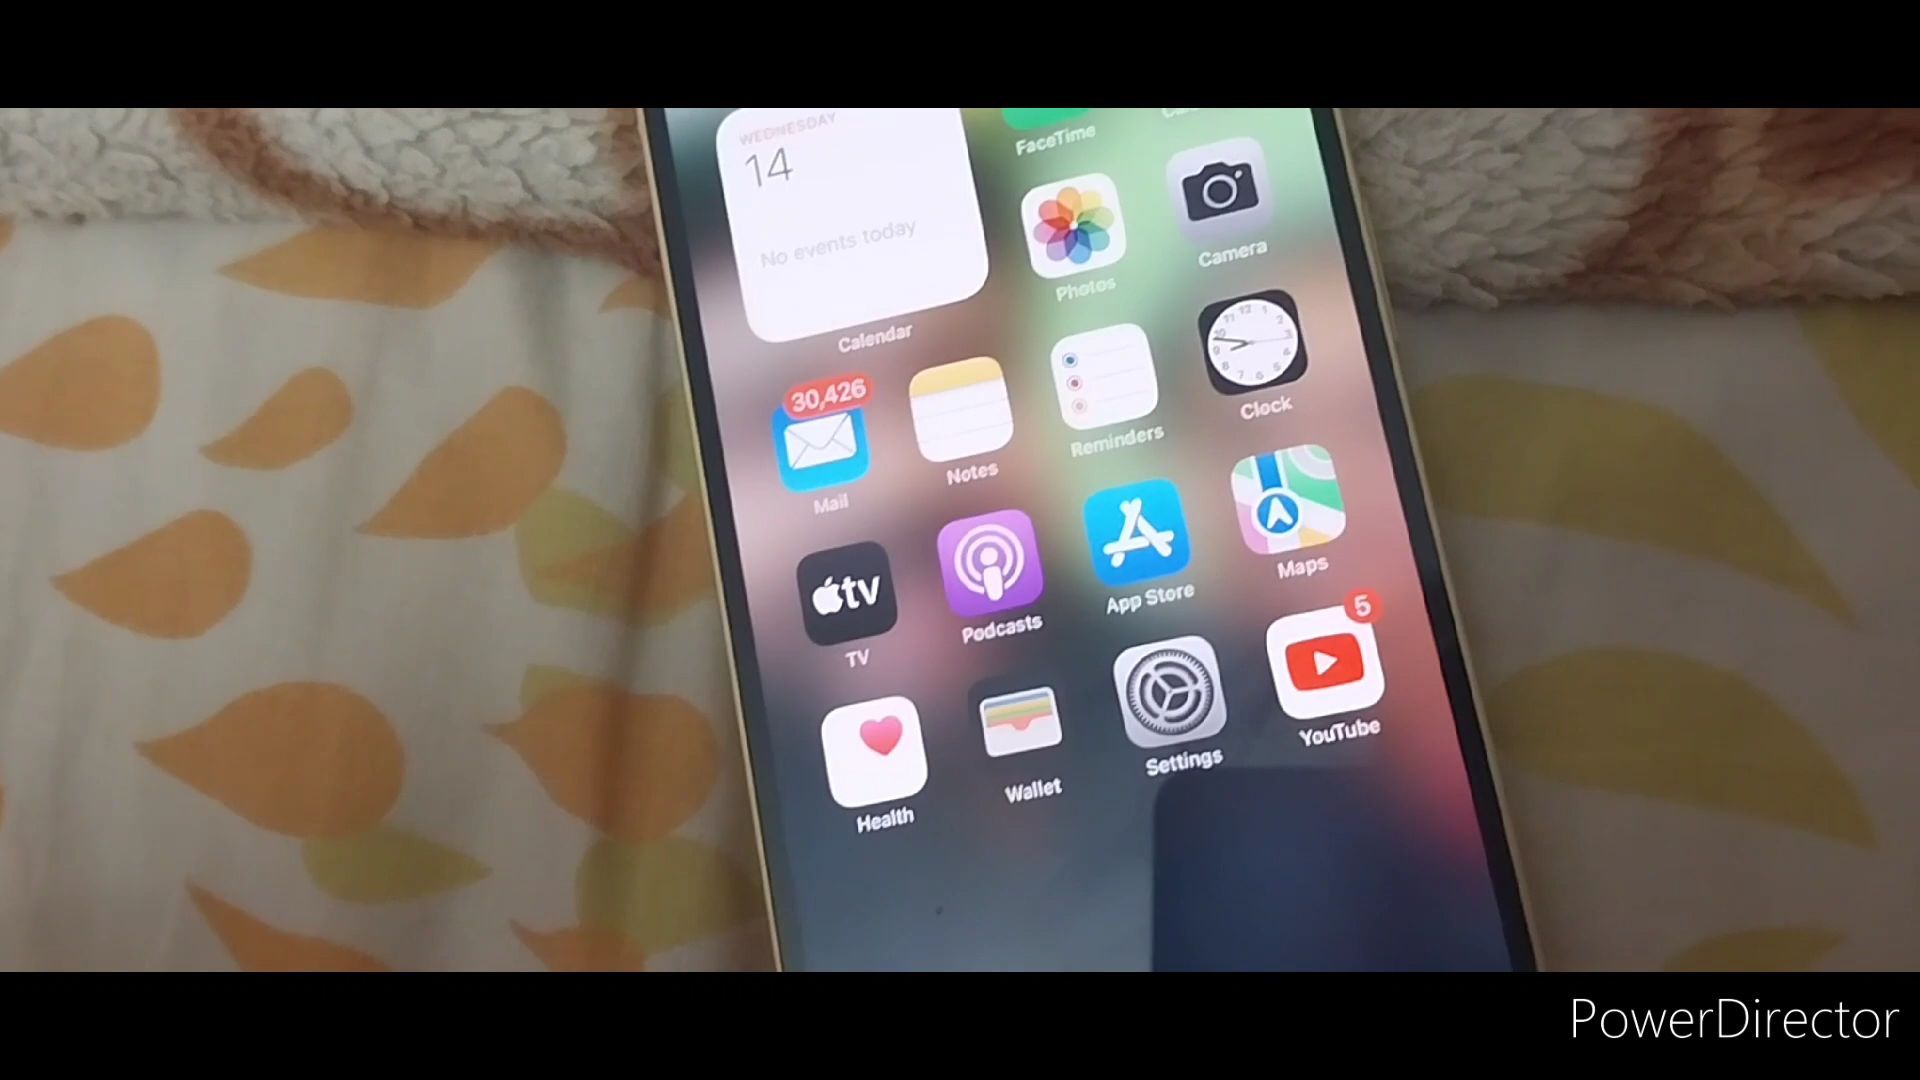 WEDNESDAY
14
No events today
Calendar
FaceTime
Photos
Camera
30,426
Mail
Notes
Reminders
Clock
tv
TV
Podcasts
App Store
Maps
Health
Wallet
Settings
5
YouTube
PowerDirector